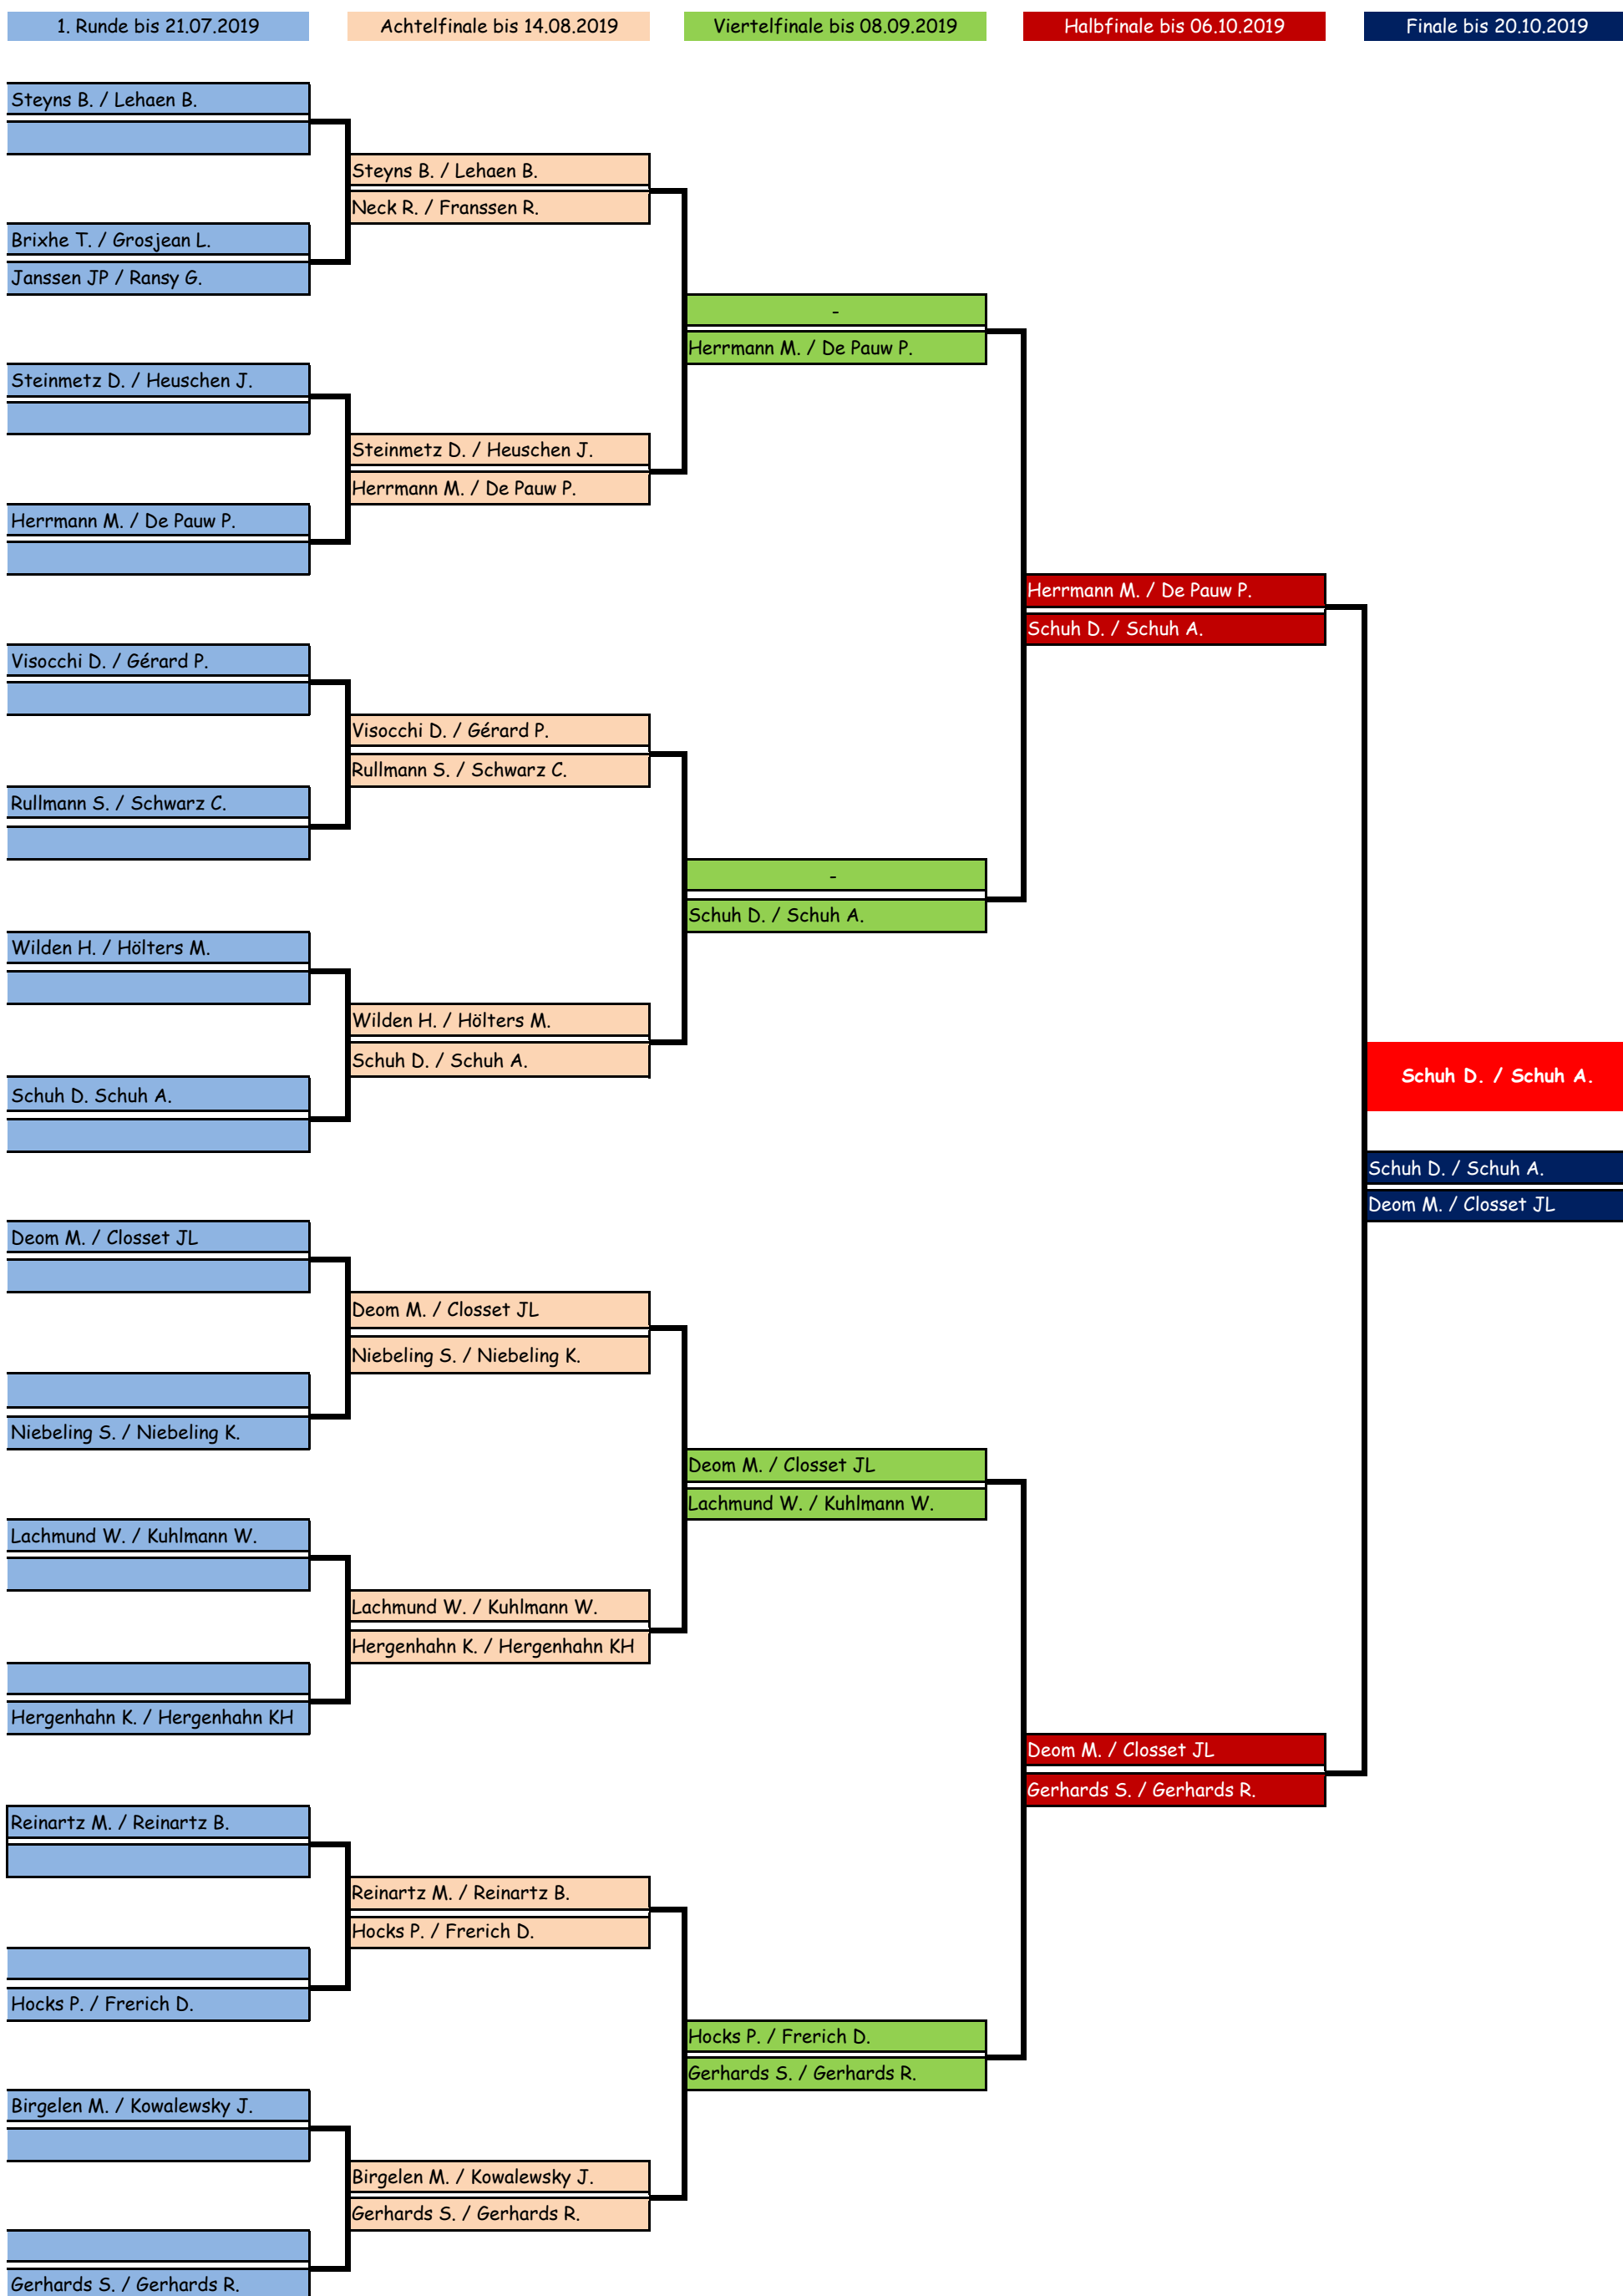 1. Runde bis 21.07.2019
Achtelfinale bis 14.08.2019
Viertelfinale bis 08.09.2019
Halbfinale bis 06.10.2019
Finale bis 20.10.2019
Steyns B. / Lehaen B.
Brixhe T. / Grosjean L.
Janssen JP / Ransy G.
Steinmetz D. / Heuschen J.
Herrmann M. / De Pauw P.
Visocchi D. / Gérard P.
Rullmann S. / Schwarz C.
Wilden H. / Hölters M.
Schuh D. Schuh A.
Deom M. / Closset JL
Niebeling S. / Niebeling K.
Lachmund W. / Kuhlmann W.
Hergenhahn K. / Hergenhahn KH
Reinartz M. / Reinartz B.
Hocks P. / Frerich D.
Birgelen M. / Kowalewsky J.
Gerhards S. / Gerhards R.
Steyns B. / Lehaen B.
Neck R. / Franssen R.
Steinmetz D. / Heuschen J.
Herrmann M. / De Pauw P.
Visocchi D. / Gérard P.
Rullmann S. / Schwarz C.
Wilden H. / Hölters M.
Schuh D. / Schuh A.
Deom M. / Closset JL
Niebeling S. / Niebeling K.
Lachmund W. / Kuhlmann W.
Hergenhahn K. / Hergenhahn KH
Reinartz M. / Reinartz B.
Hocks P. / Frerich D.
Birgelen M. / Kowalewsky J.
Gerhards S. / Gerhards R.
-
Herrmann M. / De Pauw P.
-
Schuh D. / Schuh A.
Deom M. / Closset JL
Lachmund W. / Kuhlmann W.
Hocks P. / Frerich D.
Gerhards S. / Gerhards R.
Herrmann M. / De Pauw P.
Schuh D. / Schuh A.
Deom M. / Closset JL
Gerhards S. / Gerhards R.
Schuh D. / Schuh A.
Schuh D. / Schuh A.
Deom M. / Closset JL